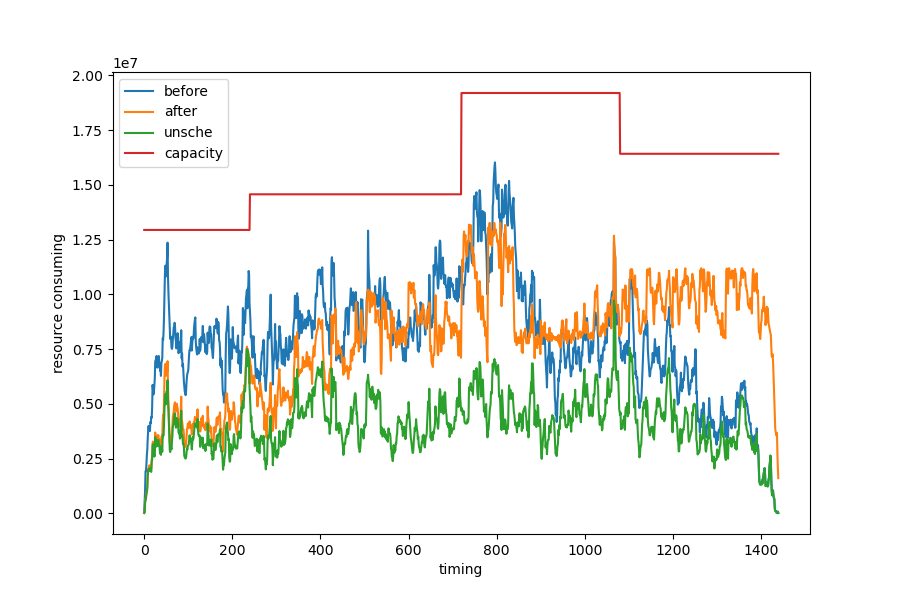 1e7
2.00
1.75
1.50
1.25
1.00
0.75
0.50
0.25
0.00
resource consuming
before
after
unsche
capacity
0 200 400 600 800 1000 1200 1400
timing